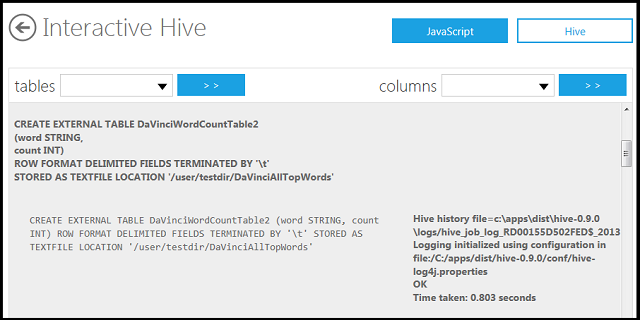 Interactive Hive
JavaScript
Hive
tables
> >
columns
> >
CREATE EXTERNAL TABLE DaVinciWordCountTable2
(word STRING,
count INT)
ROW FORMAT DELIMITED FIELDS TERMINATED BY '\t'
STORED AS TEXTFILE LOCATION '/user/testdir/DaVinciAllTopWords'
CREATE EXTERNAL TABLE DaVinciWordCountTable2 (word STRING, count
INT) ROW FORMAT DELIMITED FIELDS TERMINATED BY '\t' STORED AS
TEXTFILE LOCATION '/user/testdir/DaVinciAllTopWords'
Hive history file=c:\apps\dist\hive-0.9.0
\logs/hive_job_log_RD00155D502FED$_2013
Logging initialized using configuration in
file:/C:/apps/dist/hive-0.9.0/conf/hive-
log4j.properties
OK
Time taken: 0.803 seconds